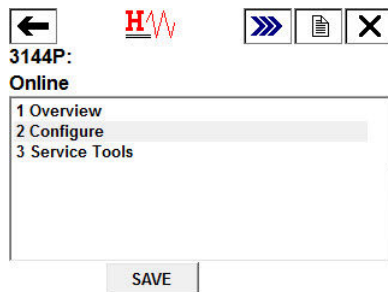 H
3144P:
Online
1 Overview
2 Configure
3 Service Tools
SAVE